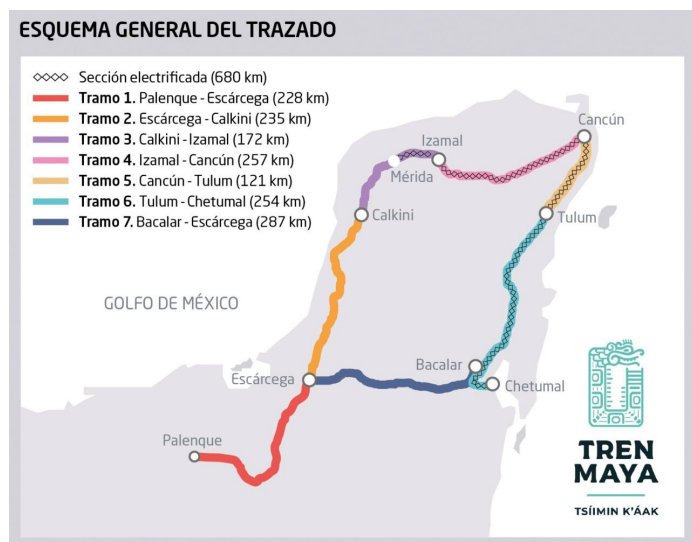 ESQUEMA GENERAL DEL TRAZADO
Sección electrificada (680 km)
Tramo 1. Palenque - Escárcega (228 km)
Tramo 2. Escárcega - Calkini (235 km)
Tramo 3. Calkini - Izamal (172 km)
Tramo 4. Izamal - Cancún (257 km)
Tramo 5. Cancún - Tulum (121 km)
Tramo 6. Tulum - Chetumal (254 km)
Tramo 7. Bacalar - Escárcega (287 km)
Cancún
Izamal
Mérida
Calkini
Tulum
GOLFO DE MÉXICO
Bacalar
Escárcega
Chetumal
Palenque
TREN
MAYA
TSÍIMIN K'ÁAK